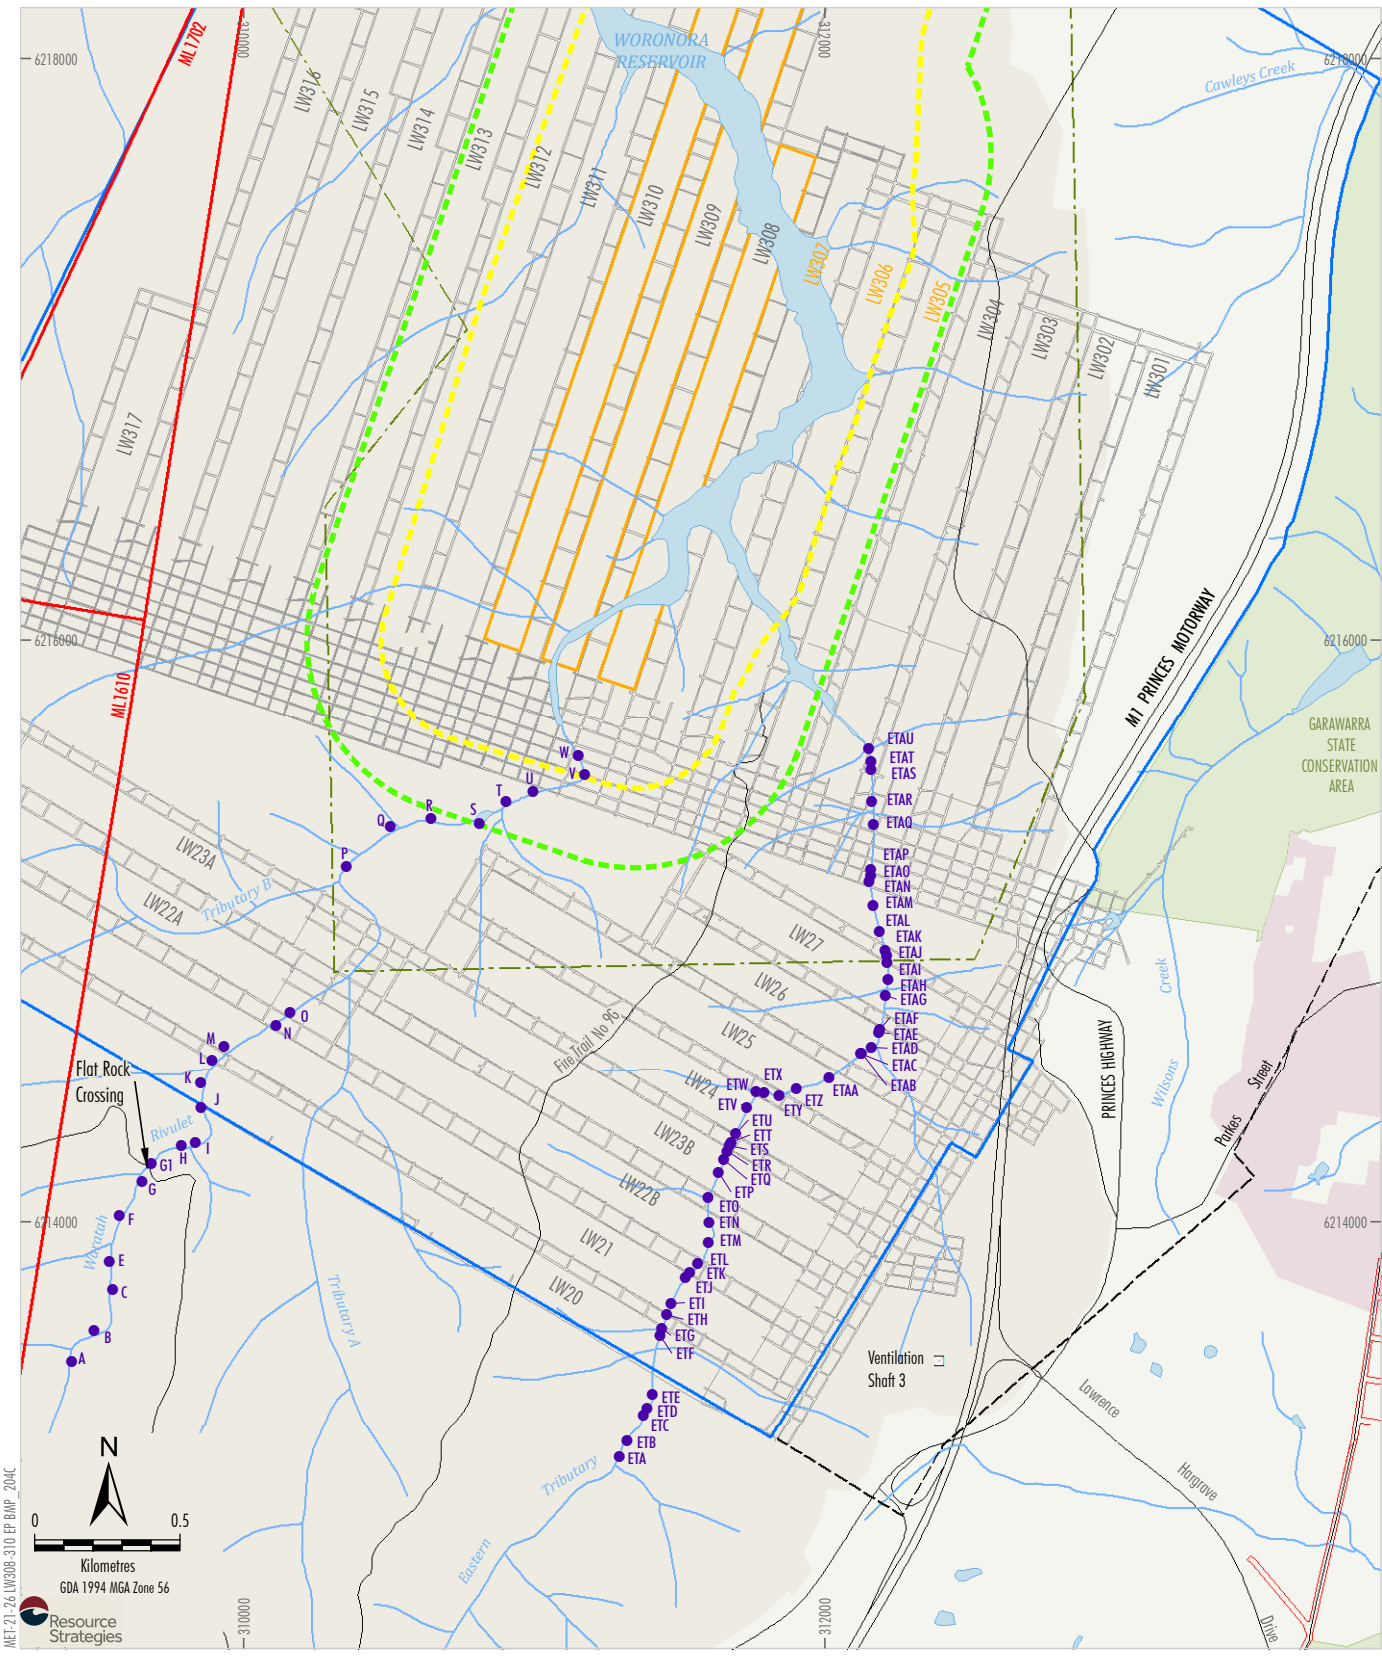 310000
312000
WORONORA
RESERVOIR
ML1702
6218000
6218000
Cawleys Creek
LW316
LW315
LW314
LW313
LW312
LW311
LW310
LW309
LW308
LW307
LW306
LW305
LW304
LW303
LW302
LW301
LW317
6216000
6216000
ML1610
M1 PRINCES MOTORWAY
GARAWARRA
STATE
CONSERVATION
AREA
ETAU
ETAT
ETAS
ETAR
ETAQ
ETAP
ETAO
ETAN
ETAM
ETAL
ETAK
ETAJ
ETAI
ETAH
ETAG
ETAF
ETAE
ETAD
ETAC
ETAB
ETAA
ETZ
ETY
ETX
ETW
ETV
ETU
ETT
ETS
ETR
ETQ
ETP
ETO
ETN
ETM
ETL
ETK
ETJ
ETI
ETH
ETG
ETF
ETE
ETD
ETC
ETB
ETA
W
V
U
T
S
R
Q
P
O
N
M
L
K
J
I
H
G1
G
F
E
C
B
A
LW23A
LW22A
Tributary B
LW27
LW26
LW25
LW24
LW23B
LW22B
LW21
LW20
Fire Trail No 9G
Flat Rock
Crossing
Rivulet
Waratah
Tributary A
Creek
Wilsons
PRINCES HIGHWAY
Street
Parkes
6214000
6214000
Ventilation
Shaft 3
Lawrence
Hargrave
Drive
Tributary
Eastern
N
0
0.5
Kilometres
GDA 1994 MGA Zone 56
Resource
Strategies
310000
312000
MET-21-26 LW308-310 EP BMP_204C